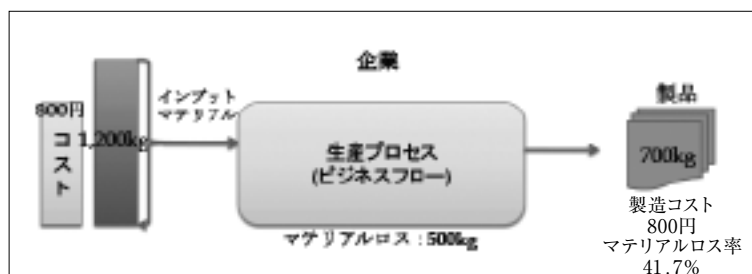 企業
800円
コスト
1,200kg
インプット
マテリアル
生産プロセス
(ビジネスフロー)
マテリアルロス：500kg
製品
700kg
製造コスト
800円
マテリアルロス率
41.7%